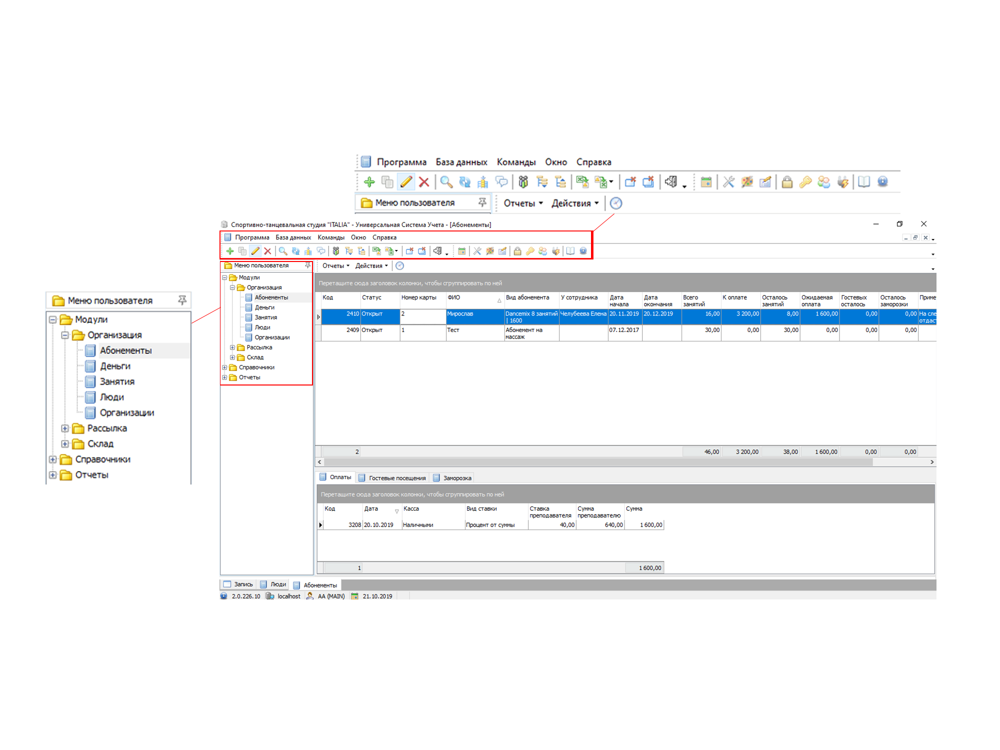 Программа База данных Команды Окно Справка
Меню пользователя
Отчеты Действия
Спортивно-танцевальная студия "ITALIA" - Универсальная Система Учета - [Абонементы]
Программа База данных Команды Окно Справка
Меню пользователя
Отчеты Действия
Модули
Организация
Абонементы
Деньги
Занятия
Люди
Организации
Рассылка
Склад
Справочники
Отчеты
Меню пользователя
Модули
Организация
Абонементы
Деньги
Занятия
Люди
Организации
Рассылка
Склад
Справочники
Отчеты
Перетащите сюда заголовок колонки, чтобы сгруппировать по ней
Код Статус Номер карты ФИО Вид абонемента У сотрудника Дата начала Дата окончания Всего занятий К оплате Осталось занятий Ожидаемая оплата Гостевых осталось Осталось заморозки Приме
2410 Открыт 2 Мирослав Dancemix 8 занятий | 1600 Челубеева Елена 20.11.2019 20.12.2019 16,00 3 200,00 8,00 1 600,00 0,00 0,00 На сле отдас
2409 Открыт 1 Тест Абонемент на массаж 07.12.2017 30,00 0,00 30,00 0,00 0,00 0,00
2 46,00 3 200,00 38,00 1 600,00 0,00 0,00
Оплаты Гостевые посещения Заморозка
Перетащите сюда заголовок колонки, чтобы сгруппировать по ней
Код Дата Касса Вид ставки Ставка преподавателя Сумма преподавателю Сумма
3208 20.10.2019 Наличными Процент от суммы 40,00 640,00 1 600,00
1 1 600,00
Запись Люди Абонементы
2.0.226.10 localhost AA (MAIN) 21.10.2019